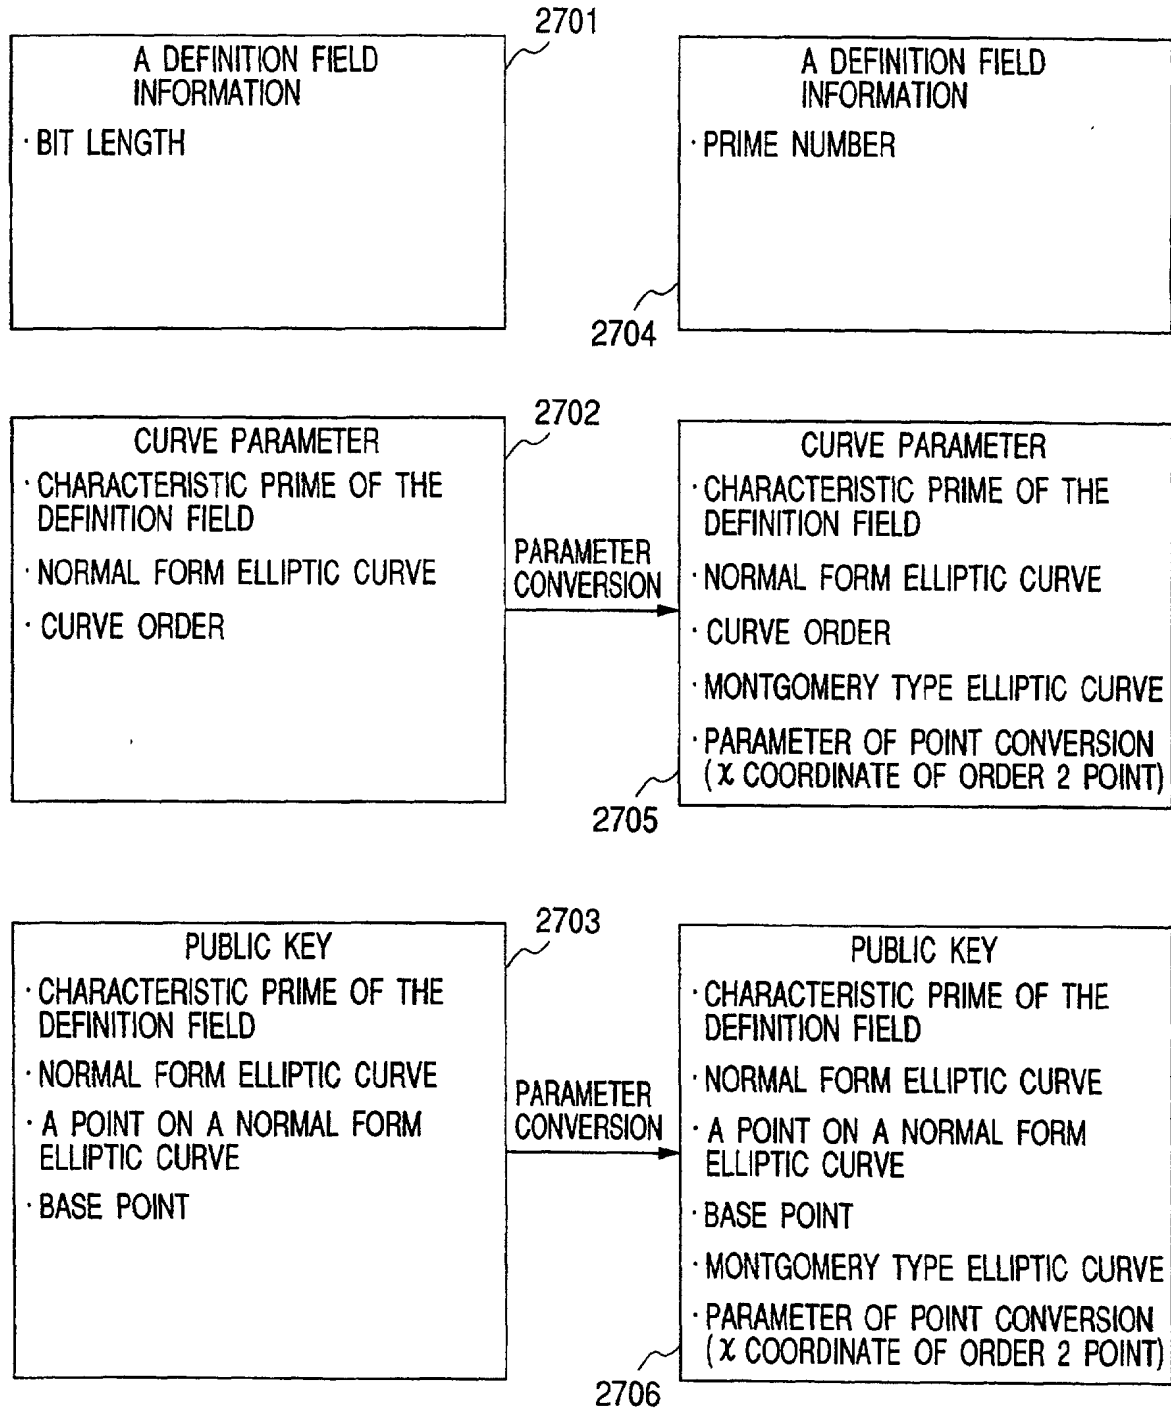 2701
A DEFINITION FIELD
INFORMATION
· BIT LENGTH
A DEFINITION FIELD
INFORMATION
· PRIME NUMBER
2704
2702
CURVE PARAMETER
· CHARACTERISTIC PRIME OF THE
DEFINITION FIELD
· NORMAL FORM ELLIPTIC CURVE
· CURVE ORDER
PARAMETER
CONVERSION
CURVE PARAMETER
· CHARACTERISTIC PRIME OF THE
DEFINITION FIELD
· NORMAL FORM ELLIPTIC CURVE
· CURVE ORDER
· MONTGOMERY TYPE ELLIPTIC CURVE
· PARAMETER OF POINT CONVERSION
(x COORDINATE OF ORDER 2 POINT)
2705
2703
PUBLIC KEY
· CHARACTERISTIC PRIME OF THE
DEFINITION FIELD
· NORMAL FORM ELLIPTIC CURVE
· A POINT ON A NORMAL FORM
ELLIPTIC CURVE
· BASE POINT
PARAMETER
CONVERSION
PUBLIC KEY
· CHARACTERISTIC PRIME OF THE
DEFINITION FIELD
· NORMAL FORM ELLIPTIC CURVE
· A POINT ON A NORMAL FORM
ELLIPTIC CURVE
· BASE POINT
· MONTGOMERY TYPE ELLIPTIC CURVE
· PARAMETER OF POINT CONVERSION
(x COORDINATE OF ORDER 2 POINT)
2706